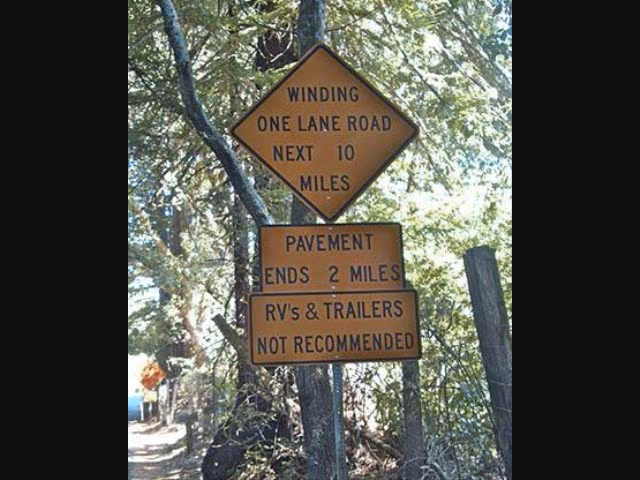 WINDING
ONE LANE ROAD
NEXT 10
MILES
PAVEMENT
ENDS 2 MILES
RV's & TRAILERS
NOT RECOMMENDED